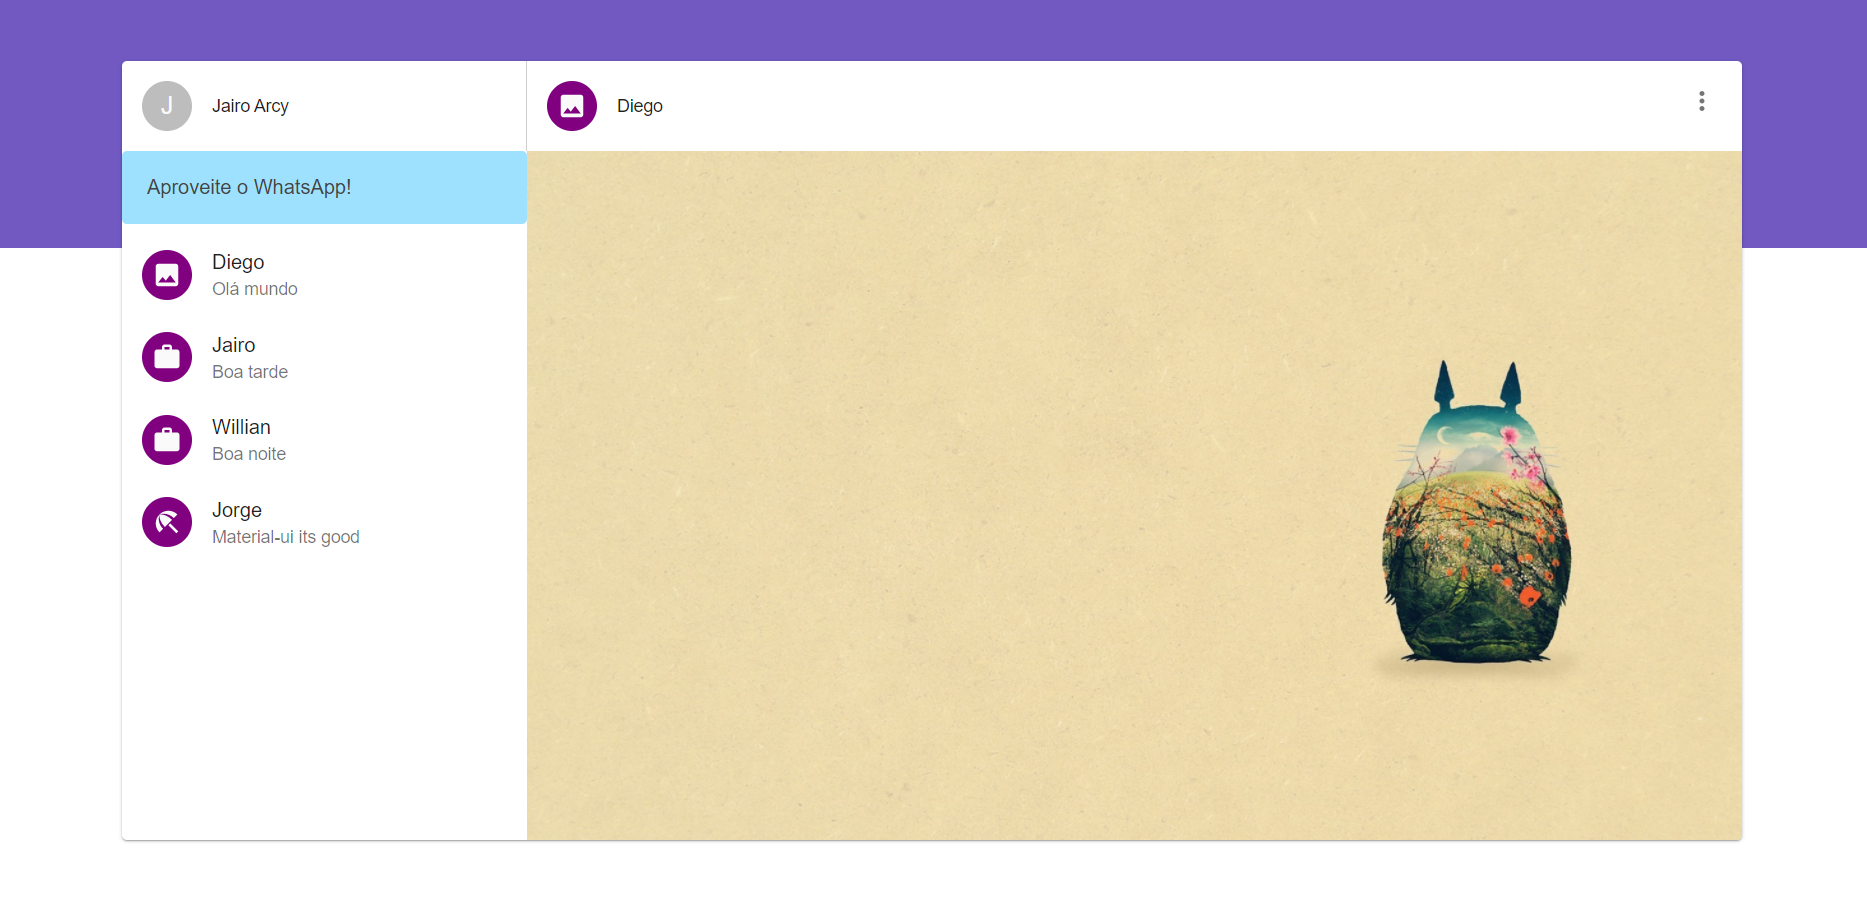 J
Jairo Arcy
Diego
Aproveite o WhatsApp!
Diego
Olá mundo
Jairo
Boa tarde
Willian
Boa noite
Jorge
Material-ui its good